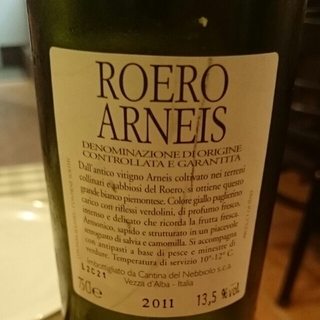 ROERO
ARNEIS
DENOMINAZIONE DI ORIGINE
CONTROLLATA E GARANTITA
Dall'antico vitigno Arneis coltivato nei terreni
collinari e sabbiosi del Roero, si ottiene questo
grande bianco piemontese. Colore giallo paglierino
carico con riflessi verdolini, di profumo fresco,
intenso e delicato che ricorda la frutta fresca.
Armonico, sapido e strutturato in un piacevole
entourage di salvia e camomilla. Si accompagna
con antipasti a base di pesce e minestre di
verdure. Temperatura di servizio 10°-12° C.
Imbottigliato da Cantina del Nebbiolo s.c.a.
Vezza d'Alba - Italia
75cl e
2011
13,5 % vol.